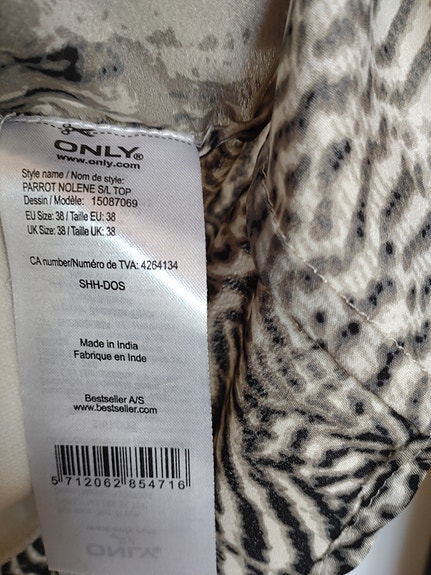 ONLY®
www.only.com
Style name / Nom de style:
PARROT NOLENE S/L TOP
Dessin / Modèle: 15087069
EU Size: 38 / Taille EU: 38
UK Size: 38 / Taille UK: 38
CA number/Numéro de TVA: 4264134
SHH-DOS
Made in India
Fabrique en Inde
Bestseller A/S
www.bestseller.com
5 712062 854716